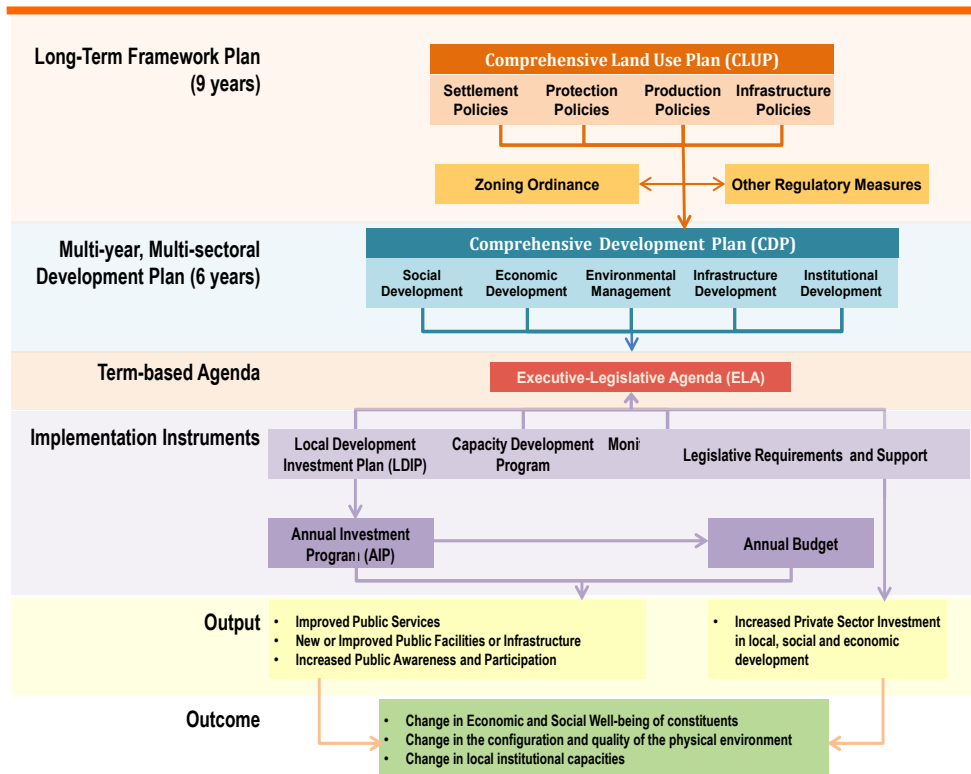 Long-Term Framework Plan
(9 years)
Comprehensive Land Use Plan (CLUP)
Settlement
Policies
Protection
Policies
Production
Policies
Infrastructure
Policies
Zoning Ordinance
Other Regulatory Measures
Multi-year, Multi-sectoral
Development Plan (6 years)
Comprehensive Development Plan (CDP)
Social
Development
Economic
Development
Environmental
Management
Infrastructure
Development
Institutional
Development
Term-based Agenda
Executive-Legislative Agenda (ELA)
Implementation Instruments
Local Development
Investment Plan (LDIP)
Capacity Development
Program
Legislative Requirements and Support
Annual Investment
Program (AIP)
Annual Budget
Output
• Improved Public Services
• New or Improved Public Facilities or Infrastructure
• Increased Public Awareness and Participation
• Increased Private Sector Investment
in local, social and economic
development
Outcome
• Change in Economic and Social Well-being of constituents
• Change in the configuration and quality of the physical environment
• Change in local institutional capacities